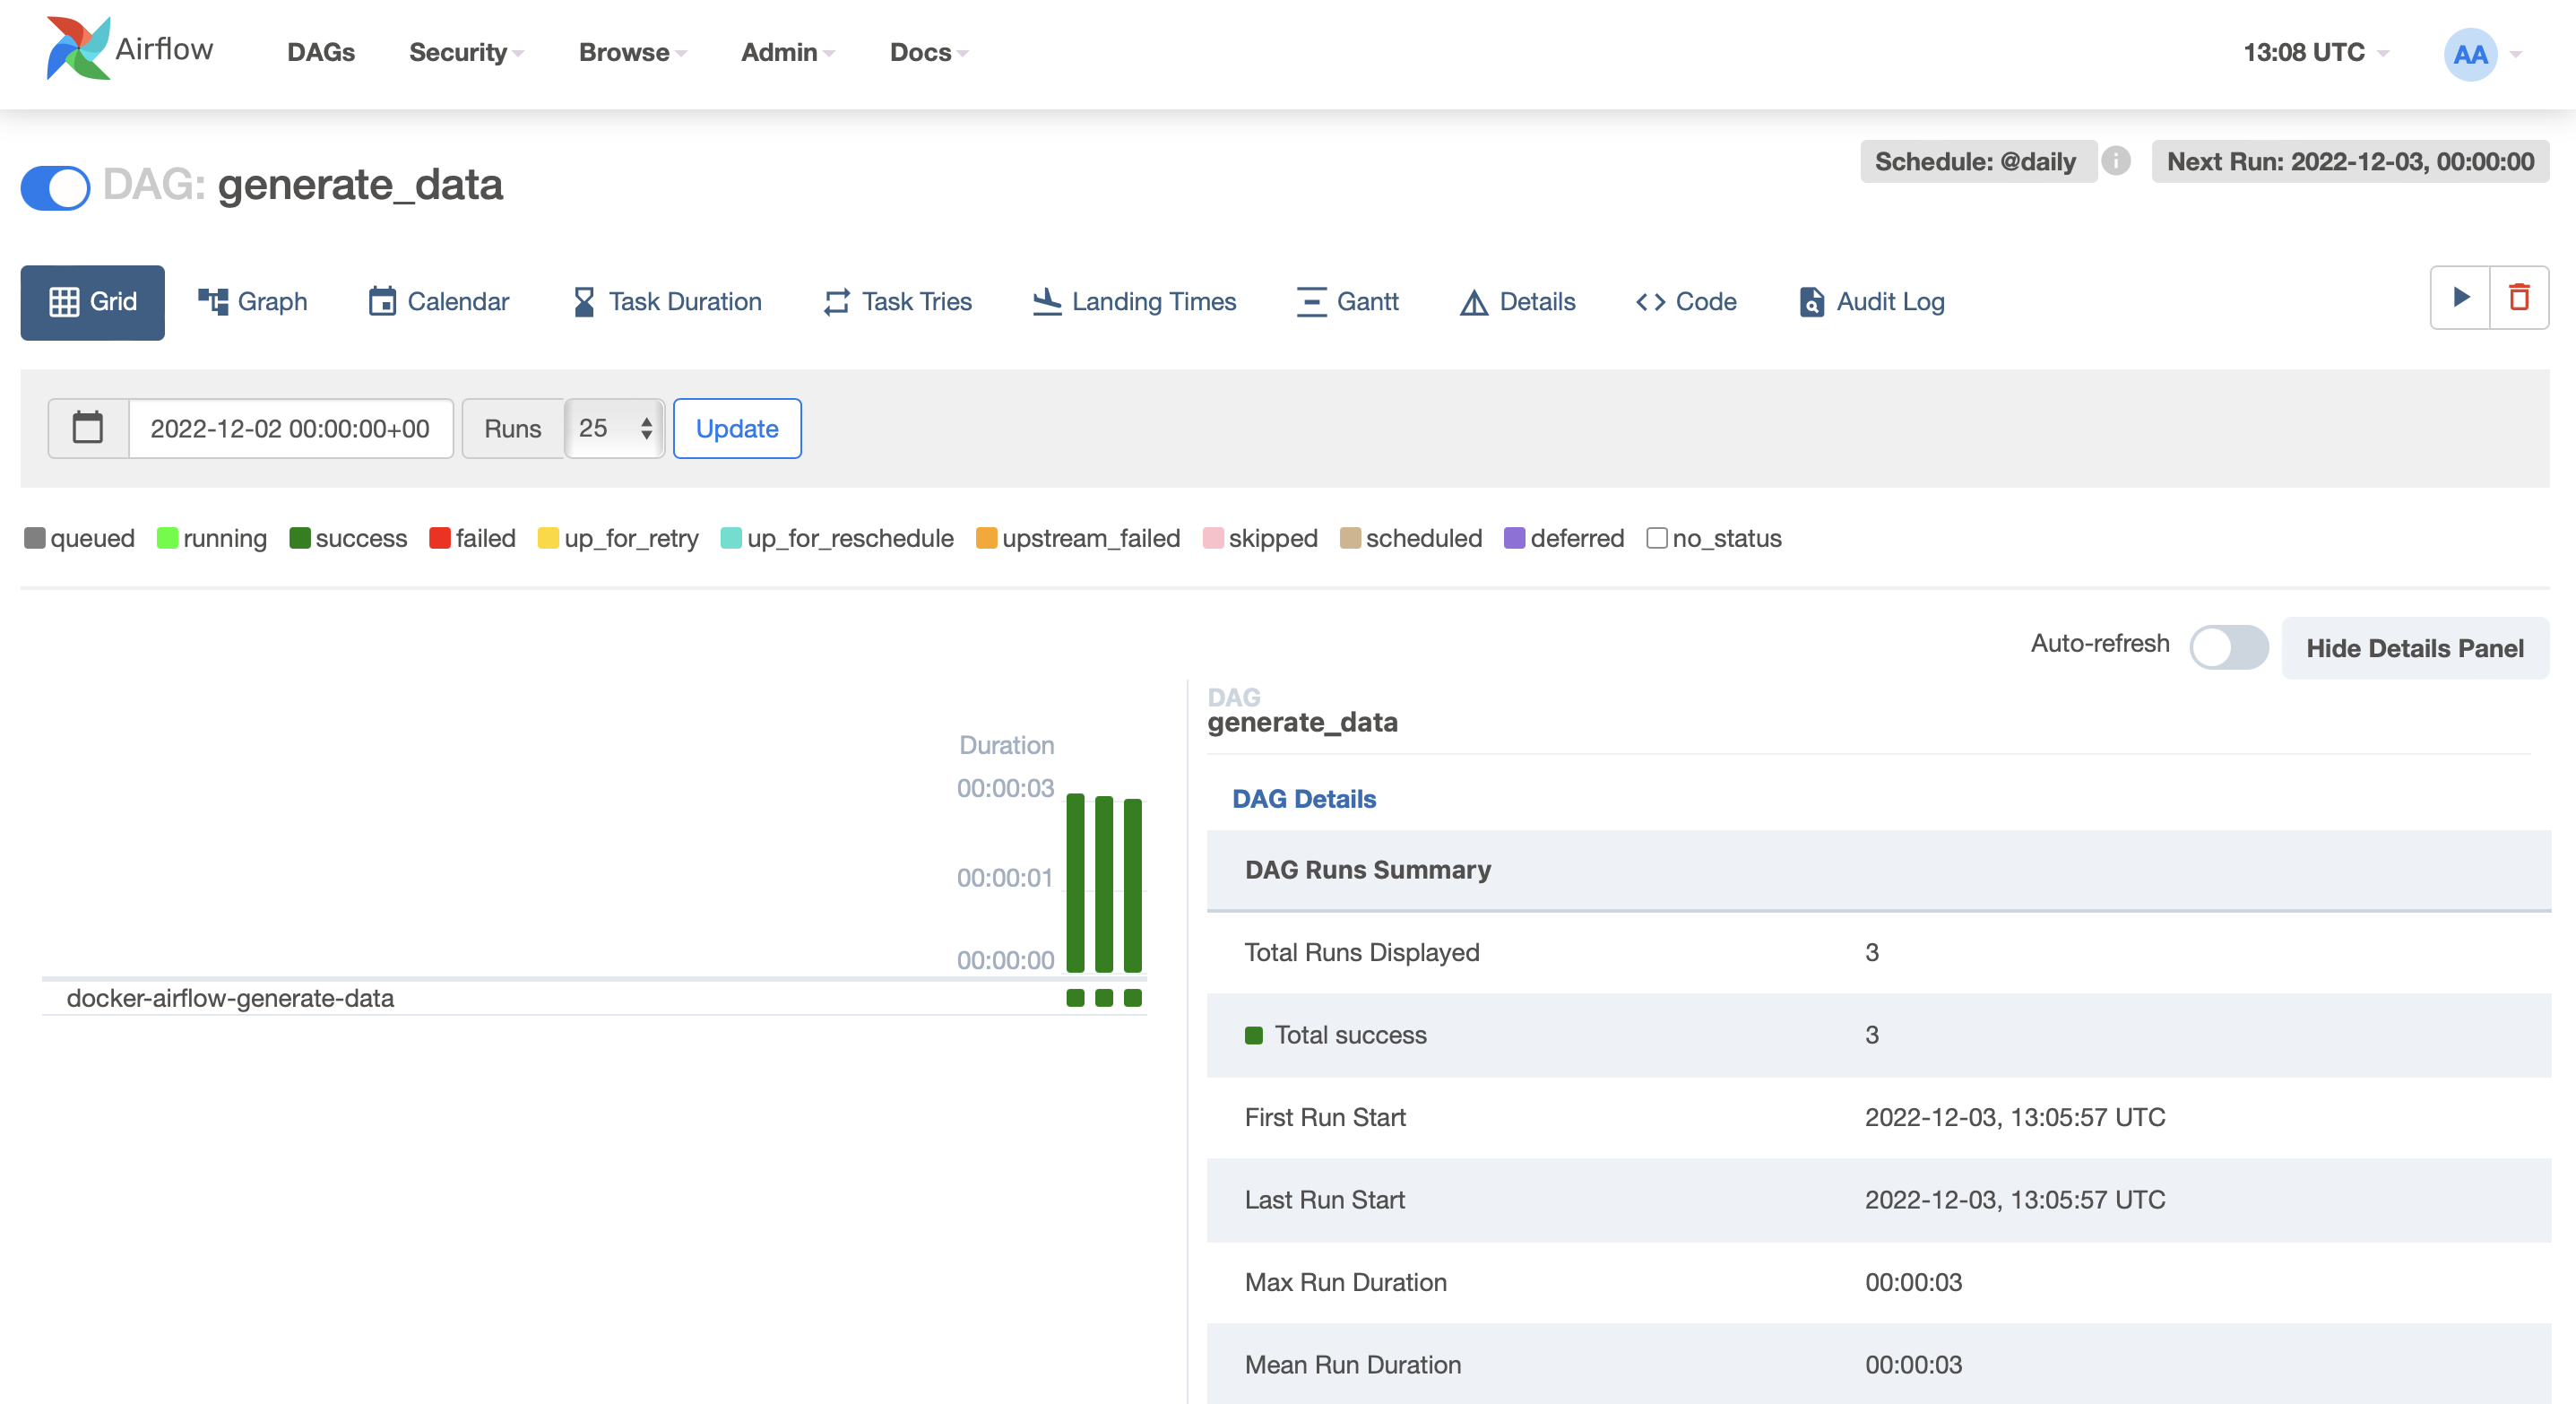 Airflow DAGs Security Browse Admin Docs 13:08 UTC AA
Schedule: @daily i Next Run: 2022-12-03, 00:00:00
DAG: generate_data
Grid Graph Calendar Task Duration Task Tries Landing Times Gantt Details Code Audit Log
2022-12-02 00:00:00+00 Runs 25 Update
queued running success failed up_for_retry up_for_reschedule upstream_failed skipped scheduled deferred no_status
Auto-refresh Hide Details Panel
Duration
00:00:03
00:00:01
00:00:00
docker-airflow-generate-data
DAG
generate_data
DAG Details
DAG Runs Summary
Total Runs Displayed 3
Total success 3
First Run Start 2022-12-03, 13:05:57 UTC
Last Run Start 2022-12-03, 13:05:57 UTC
Max Run Duration 00:00:03
Mean Run Duration 00:00:03